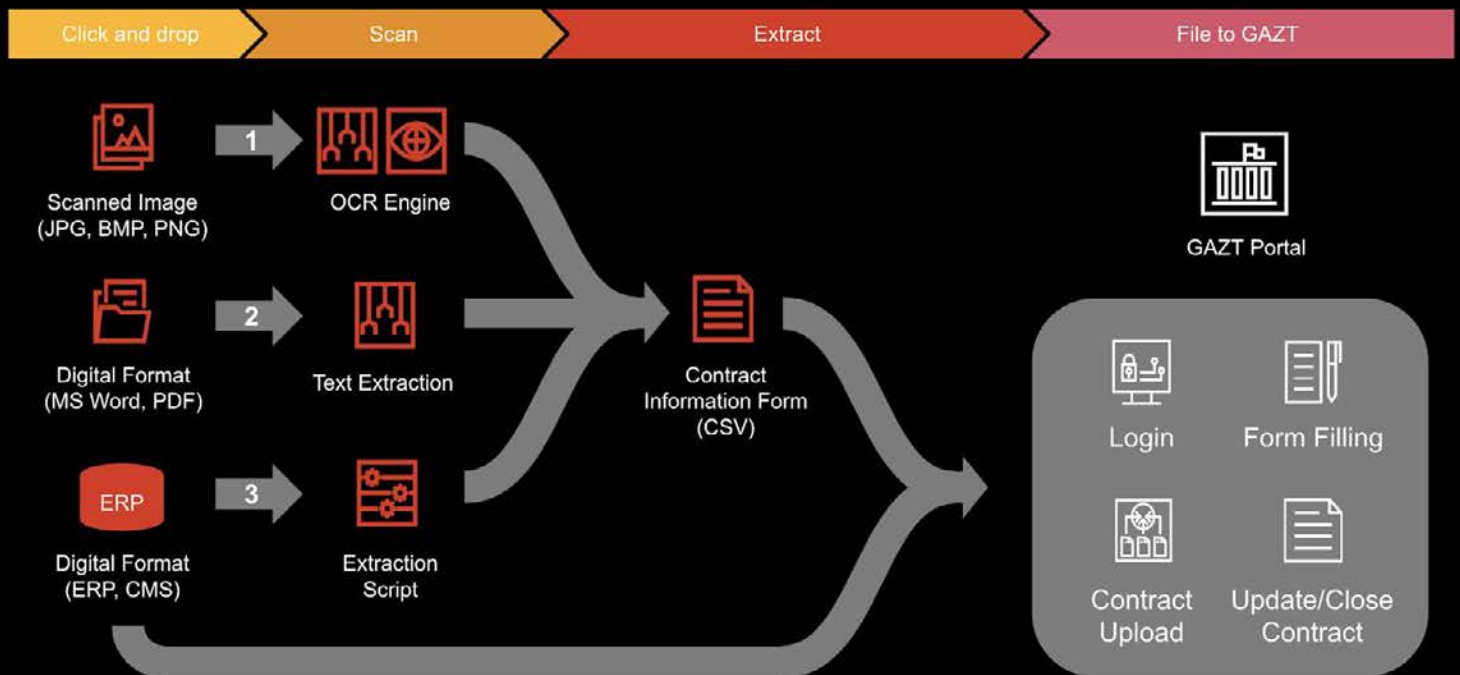 Click and drop
Scan
Extract
File to GAZT
1
Scanned Image
(JPG, BMP, PNG)
OCR Engine
GAZT Portal
2
Digital Format
(MS Word, PDF)
Text Extraction
Contract
Information Form
(CSV)
Login
Form Filling
ERP
3
Digital Format
(ERP, CMS)
Extraction
Script
Contract
Upload
Update/Close
Contract